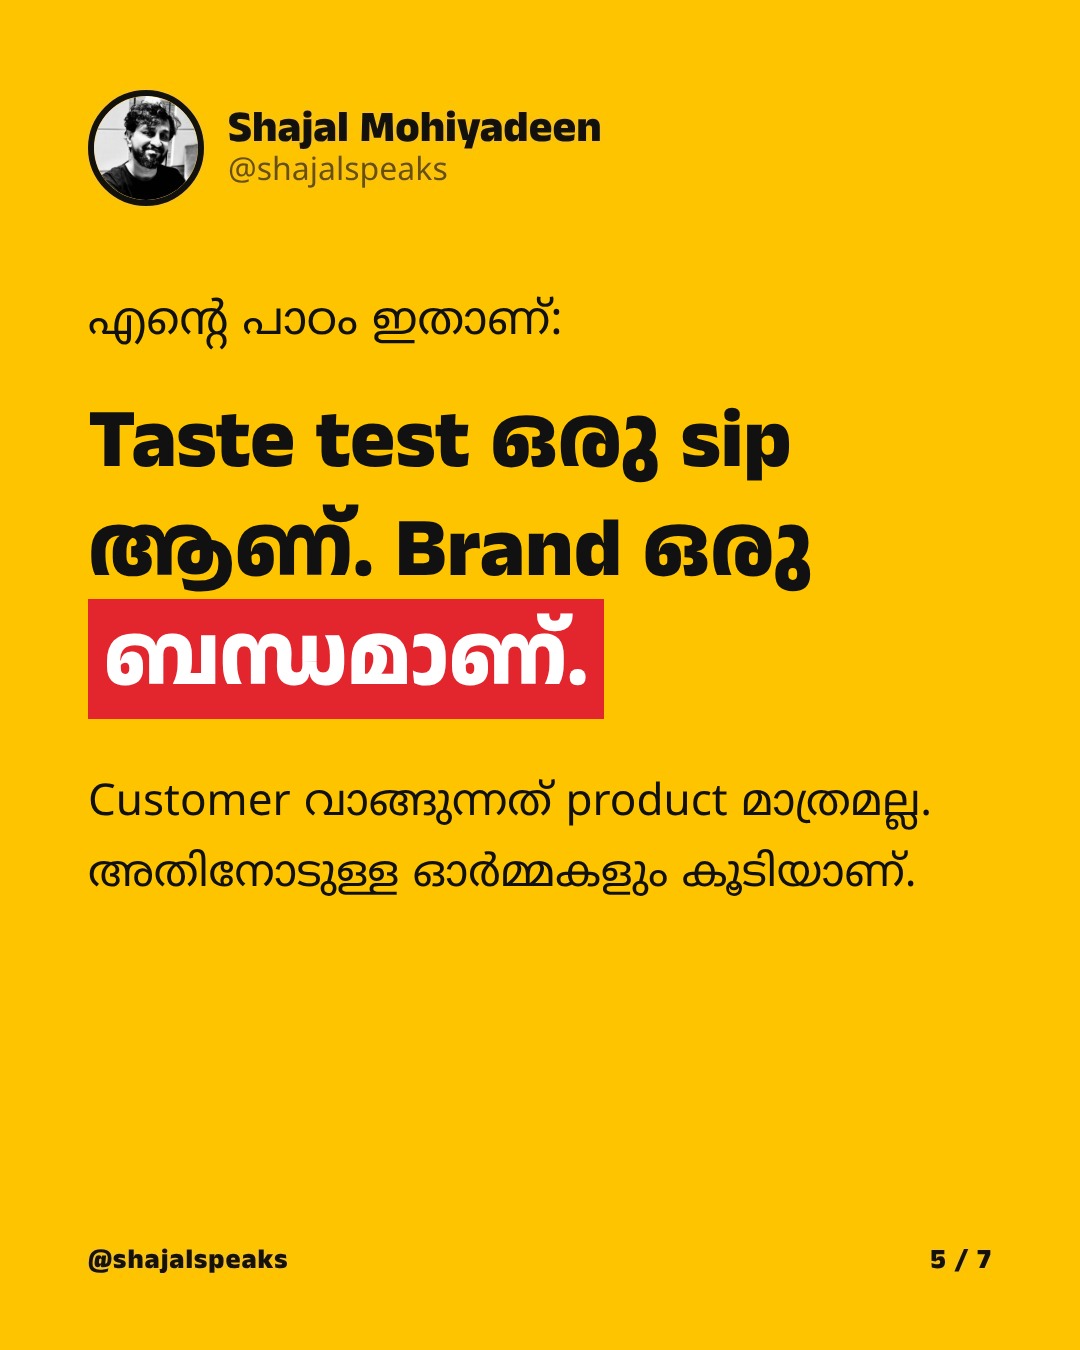 Shajal Mohiyadeen
@shajalspeaks
എന്റെ പാഠം ഇതാണ്:
Taste test ഒരു sip
ആണ്. Brand ഒരു
ബന്ധമാണ്.
Customer വാങ്ങുന്നത് product മാത്രമല്ല.
അതിനോടുള്ള ഓർമ്മകളും കൂടിയാണ്.
@shajalspeaks
5 / 7